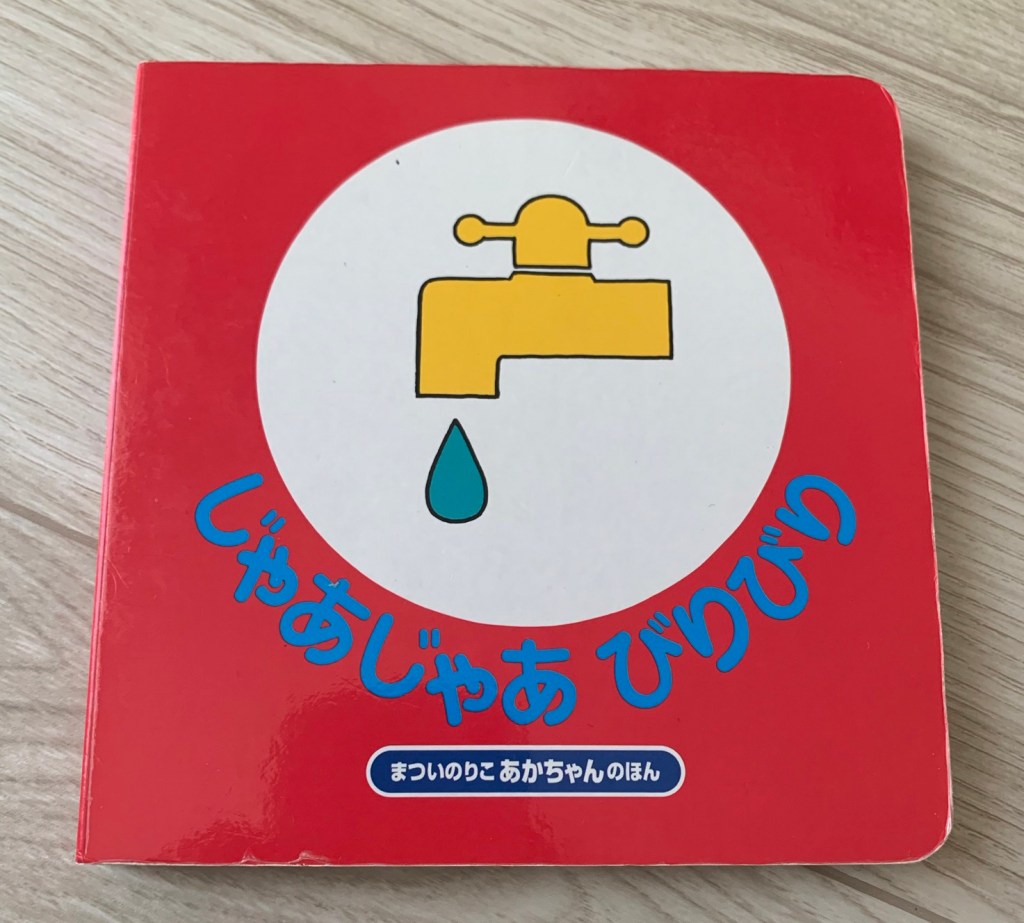 じゃあじゃあ びりびり
まついのりこ あかちゃんのほん